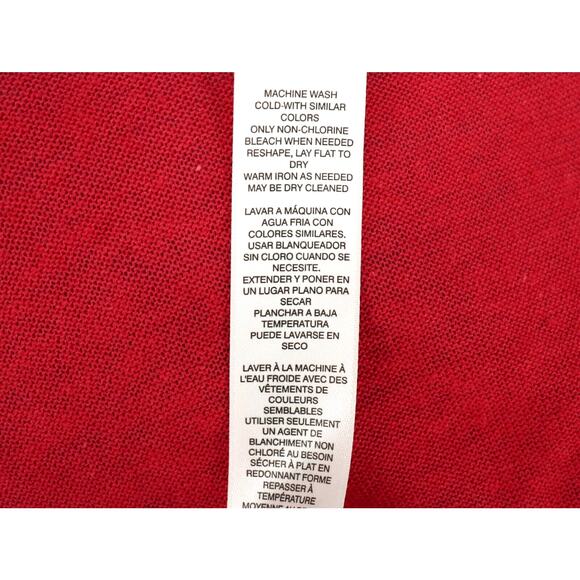 MACHINE WASH
COLD-WITH SIMILAR
COLORS
ONLY NON-CHLORINE
BLEACH WHEN NEEDED
RESHAPE, LAY FLAT TO
DRY
WARM IRON AS NEEDED
MAY BE DRY CLEANED
LAVAR A MÁQUINA CON
AGUA FRIA CON
COLORES SIMILARES.
USAR BLANQUEADOR
SIN CLORO CUANDO SE
NECESITE.
EXTENDER Y PONER EN
UN LUGAR PLANO PARA
SECAR
PLANCHAR A BAJA
TEMPERATURA
PUEDE LAVARSE EN
SECO
LAVER À LA MACHINE À
L'EAU FROIDE AVEC DES
VÊTEMENTS DE
COULEURS
SEMBLABLES
UTILISER SEULEMENT
UN AGENT DE
BLANCHIMENT NON
CHLORÉ AU BESOIN
SÉCHER À PLAT EN
REDONNANT FORME
REPASSER À
TEMPÉRATURE
MOYENNE AU